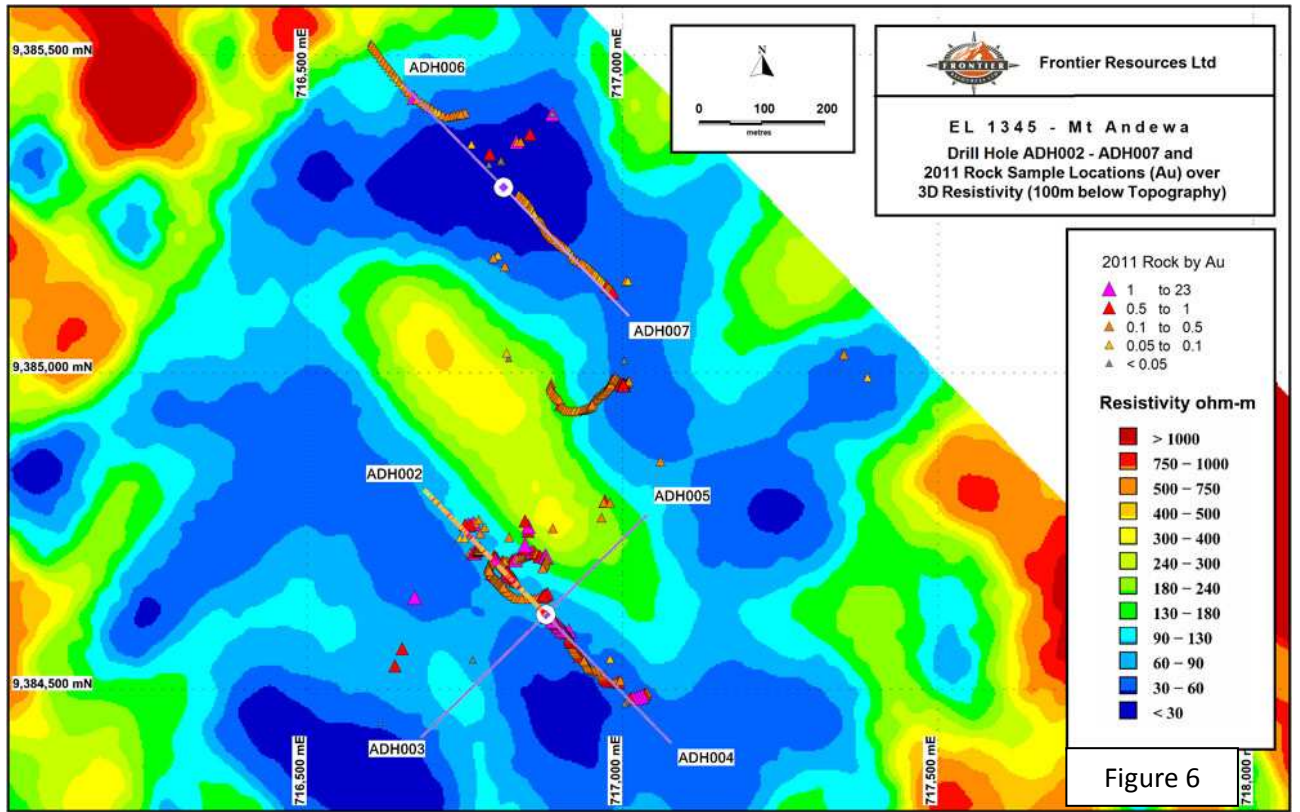 9,385,500 mN
716,500 mE
717,000 mE
ADH006
N
0 100 200
metres
FRONTIER
RESOURCES LTD
Frontier Resources Ltd
EL 1345 - Mt Andewa
Drill Hole ADH002 - ADH007 and
2011 Rock Sample Locations (Au) over
3D Resistivity (100m below Topography)
2011 Rock by Au
1 to 23
0.5 to 1
0.1 to 0.5
0.05 to 0.1
< 0.05
Resistivity ohm-m
> 1000
750 – 1000
500 – 750
400 – 500
300 – 400
240 – 300
180 – 240
130 – 180
90 – 130
60 – 90
30 – 60
< 30
ADH007
9,385,000 mN
ADH002
ADH005
9,384,500 mN
ADH003
ADH004
716,500 mE
717,000 mE
717,500 mE
718,000 m
Figure 6